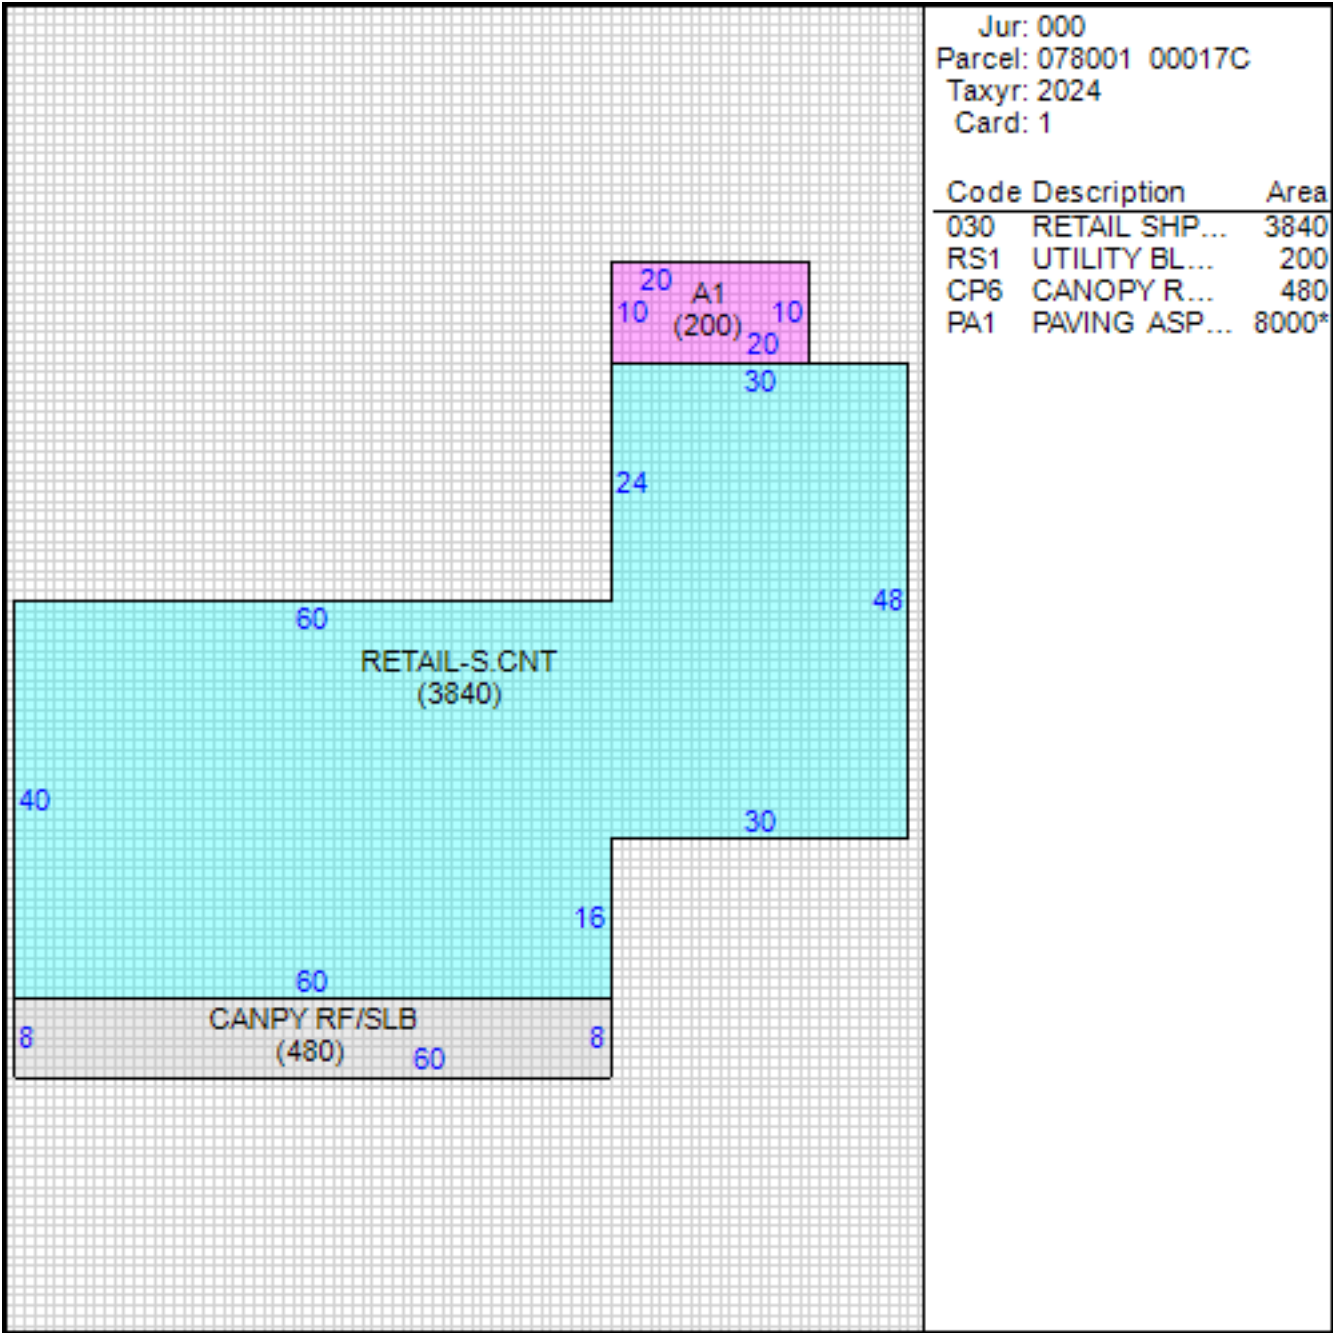 Jur: 000
Parcel: 078001 00017C
Taxyr: 2024
Card: 1
Code Description Area
030 RETAIL SHP... 3840
RS1 UTILITY BL... 200
CP6 CANOPY R... 480
PA1 PAVING ASP... 8000*
20
A1
10 10
(200)
20
30
24
48
60
RETAIL-S.CNT
(3840)
40
30
16
60
CANPY RF/SLB
8 8
(480)
60